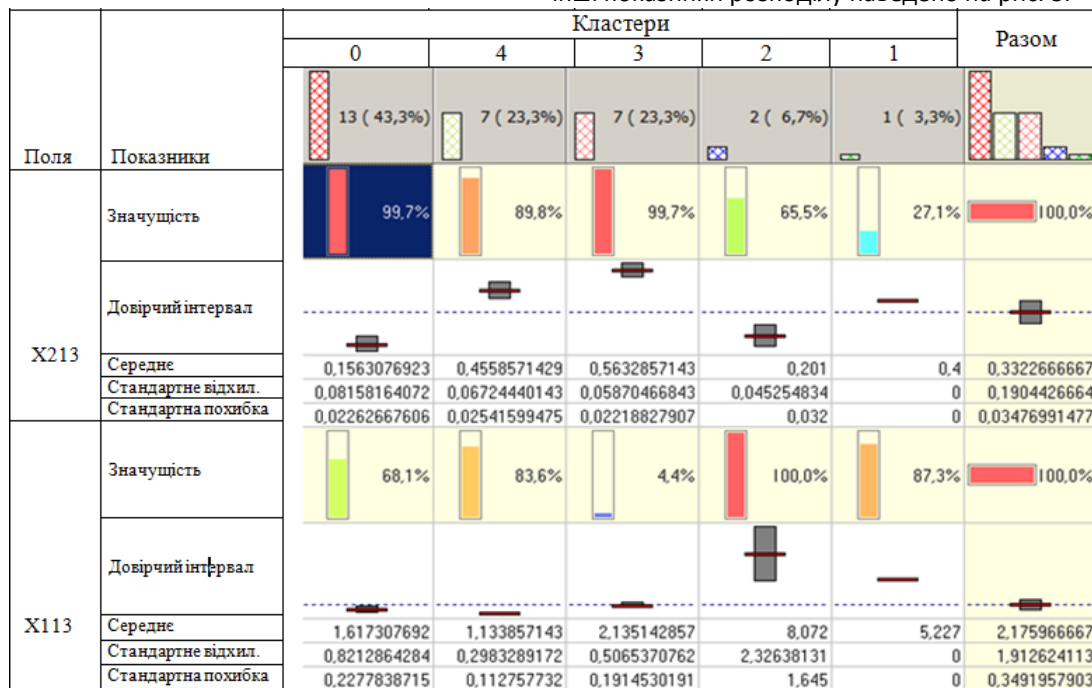 Кластери
Разом
0 4 3 2 1
Поля Показники 13 ( 43,3%) 7 ( 23,3%) 7 ( 23,3%) 2 ( 6,7%) 1 ( 3,3%)
X213
Значущість 99,7% 89,8% 99,7% 65,5% 27,1% 100,0%
Довірчий інтервал
Середнє 0,1563076923 0,4558571429 0,5632857143 0,201 0,4 0,3322666667
Стандартне відхил. 0,08158164072 0,06724440143 0,05870466843 0,045254834 0 0,1904426664
Стандартна похибка 0,02262667606 0,02541599475 0,02218827907 0,032 0 0,03476991477
X113
Значущість 68,1% 83,6% 4,4% 100,0% 87,3% 100,0%
Довірчий інтервал
Середнє 1,617307692 1,133857143 2,135142857 8,072 5,227 2,175966667
Стандартне відхил. 0,8212864284 0,2983289172 0,5065370762 2,32638131 0 1,912624113
Стандартна похибка 0,2277838715 0,112757732 0,1914530191 1,645 0 0,3491957903